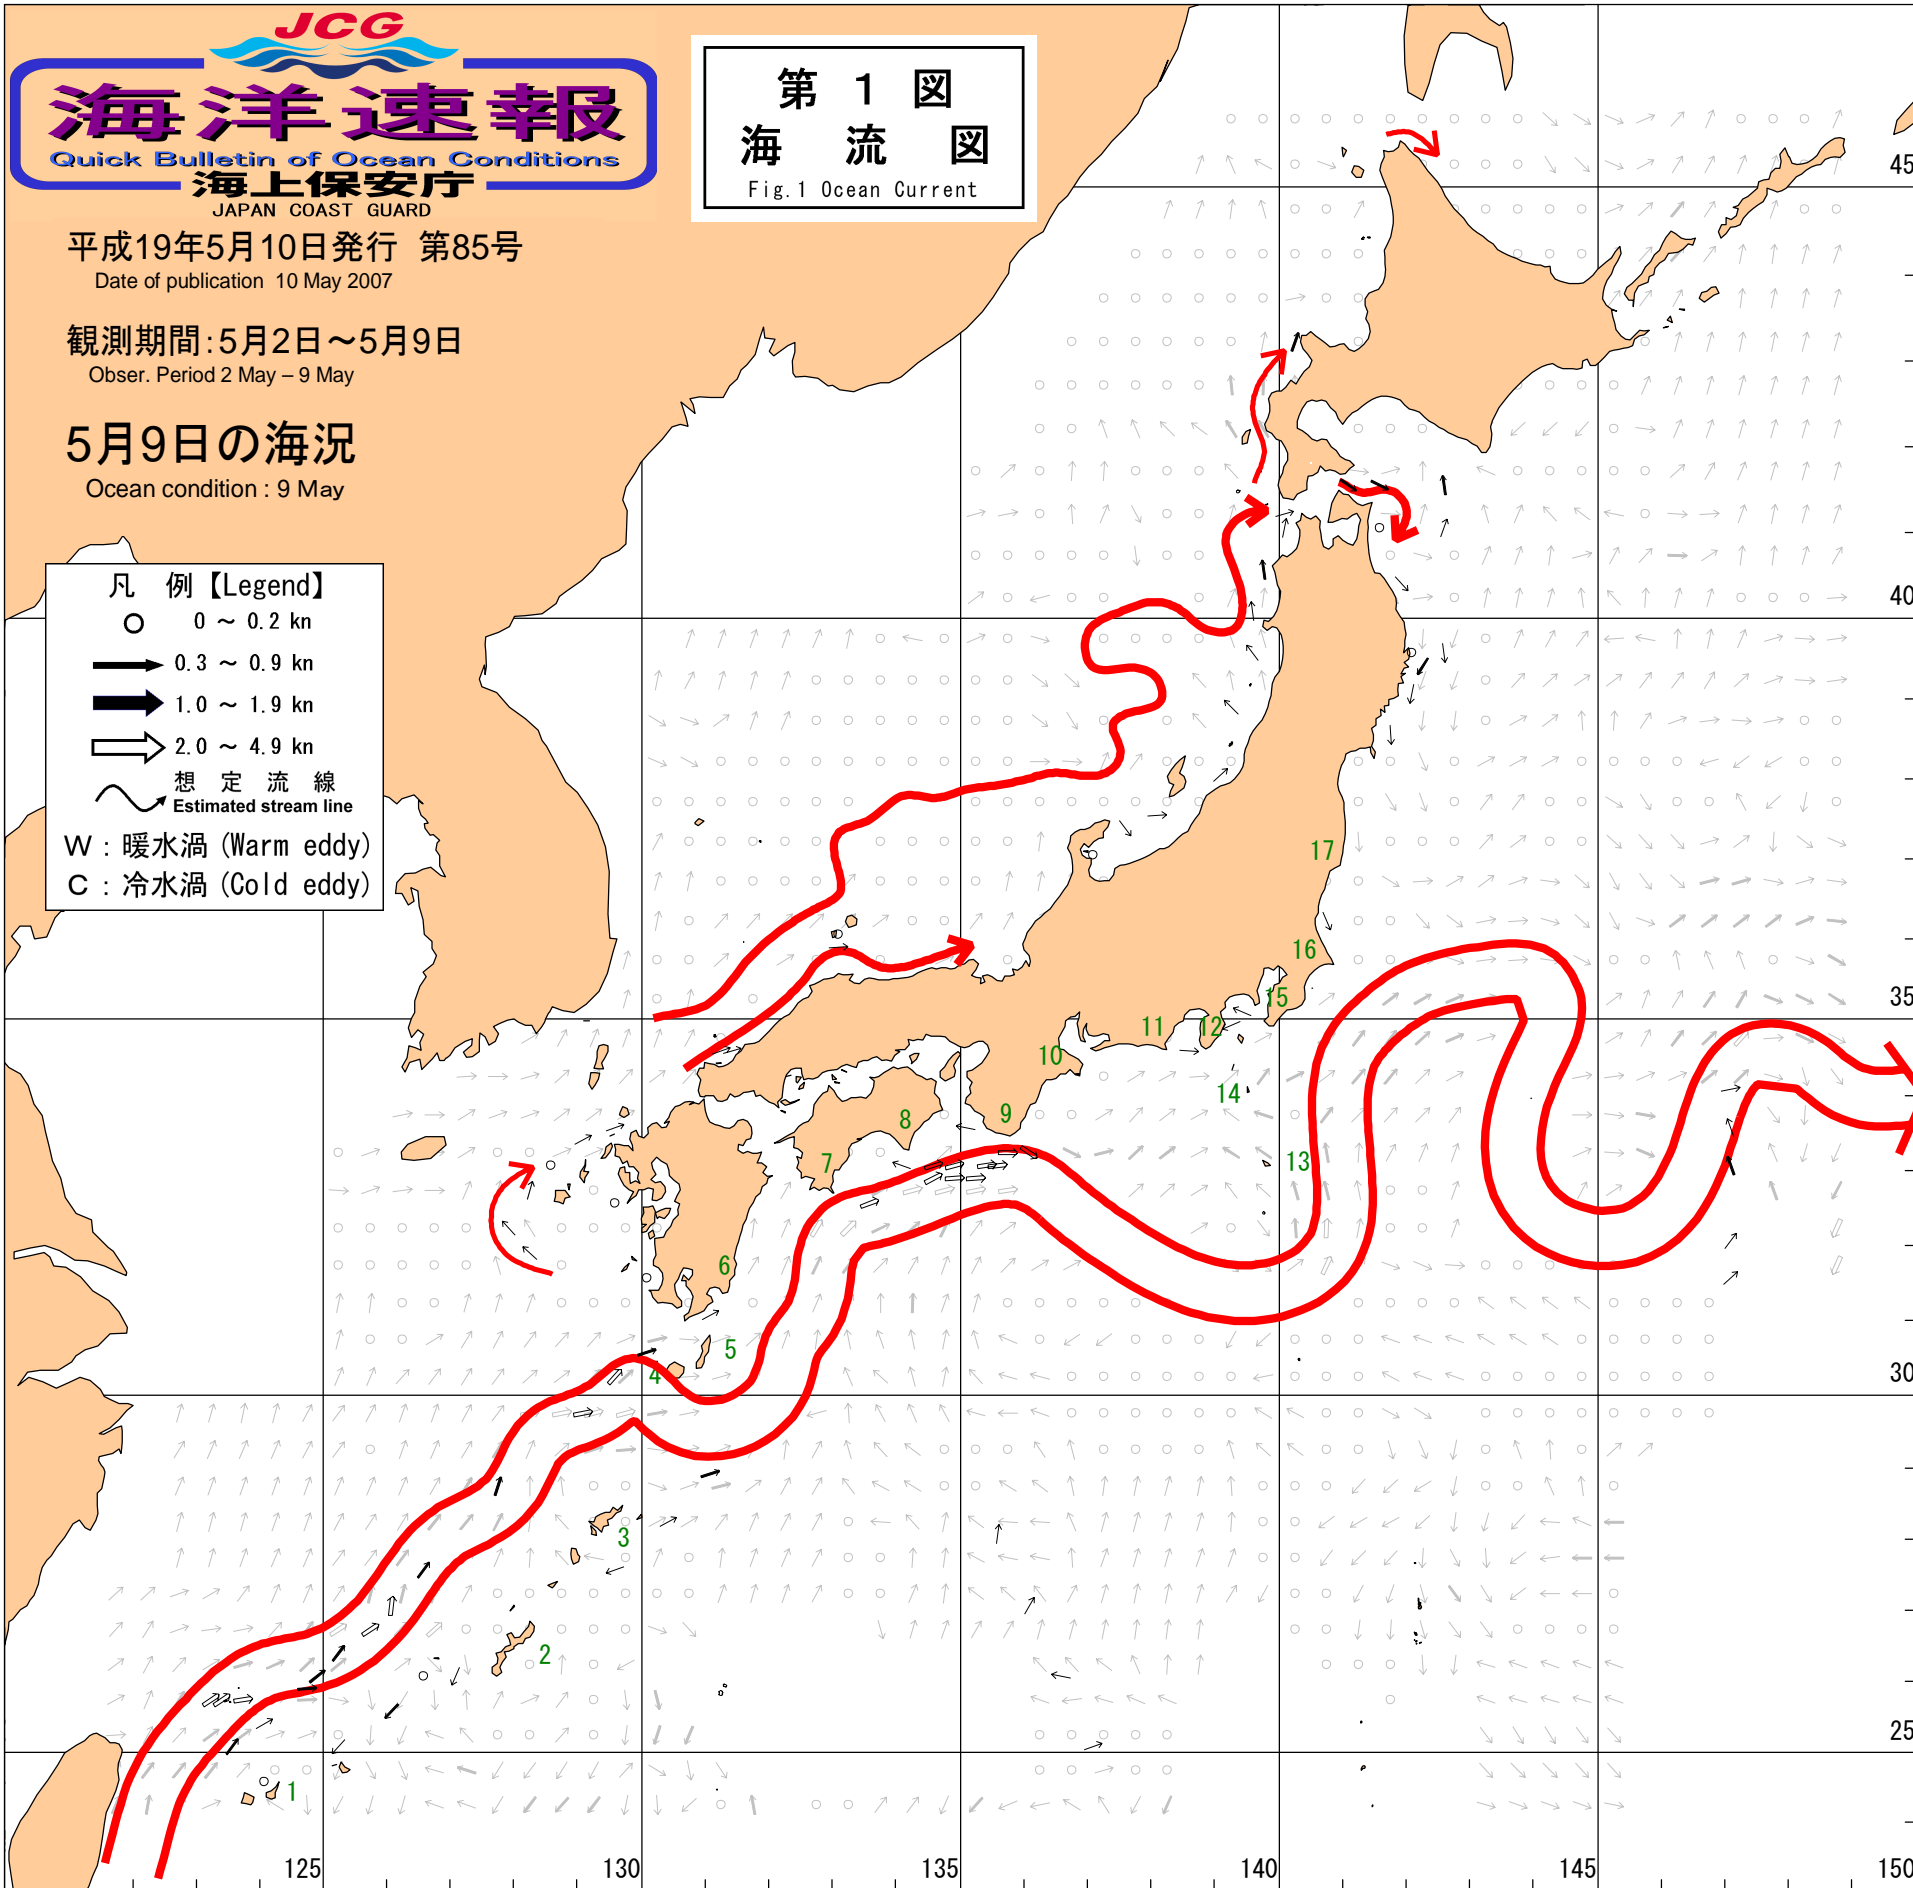 JCG
海洋速報
Quick Bulletin of Ocean Conditions
海上保安庁
JAPAN COAST GUARD
平成19年5月10日発行 第85号
Date of publication 10 May 2007
観測期間:5月2日～5月9日
Obser. Period 2 May – 9 May
5月9日の海況
Ocean condition : 9 May
第 1 図
海 流 図
Fig.1 Ocean Current
凡 例【Legend】
0 ～ 0.2 kn
0.3 ～ 0.9 kn
1.0 ～ 1.9 kn
2.0 ～ 4.9 kn
想 定 流 線
Estimated stream line
W : 暖水渦 (Warm eddy)
C : 冷水渦 (Cold eddy)
45
40
35
30
25
17
16
15
12
11
10
14
9
8
7
13
6
5
4
3
2
1
125
130
135
140
145
150